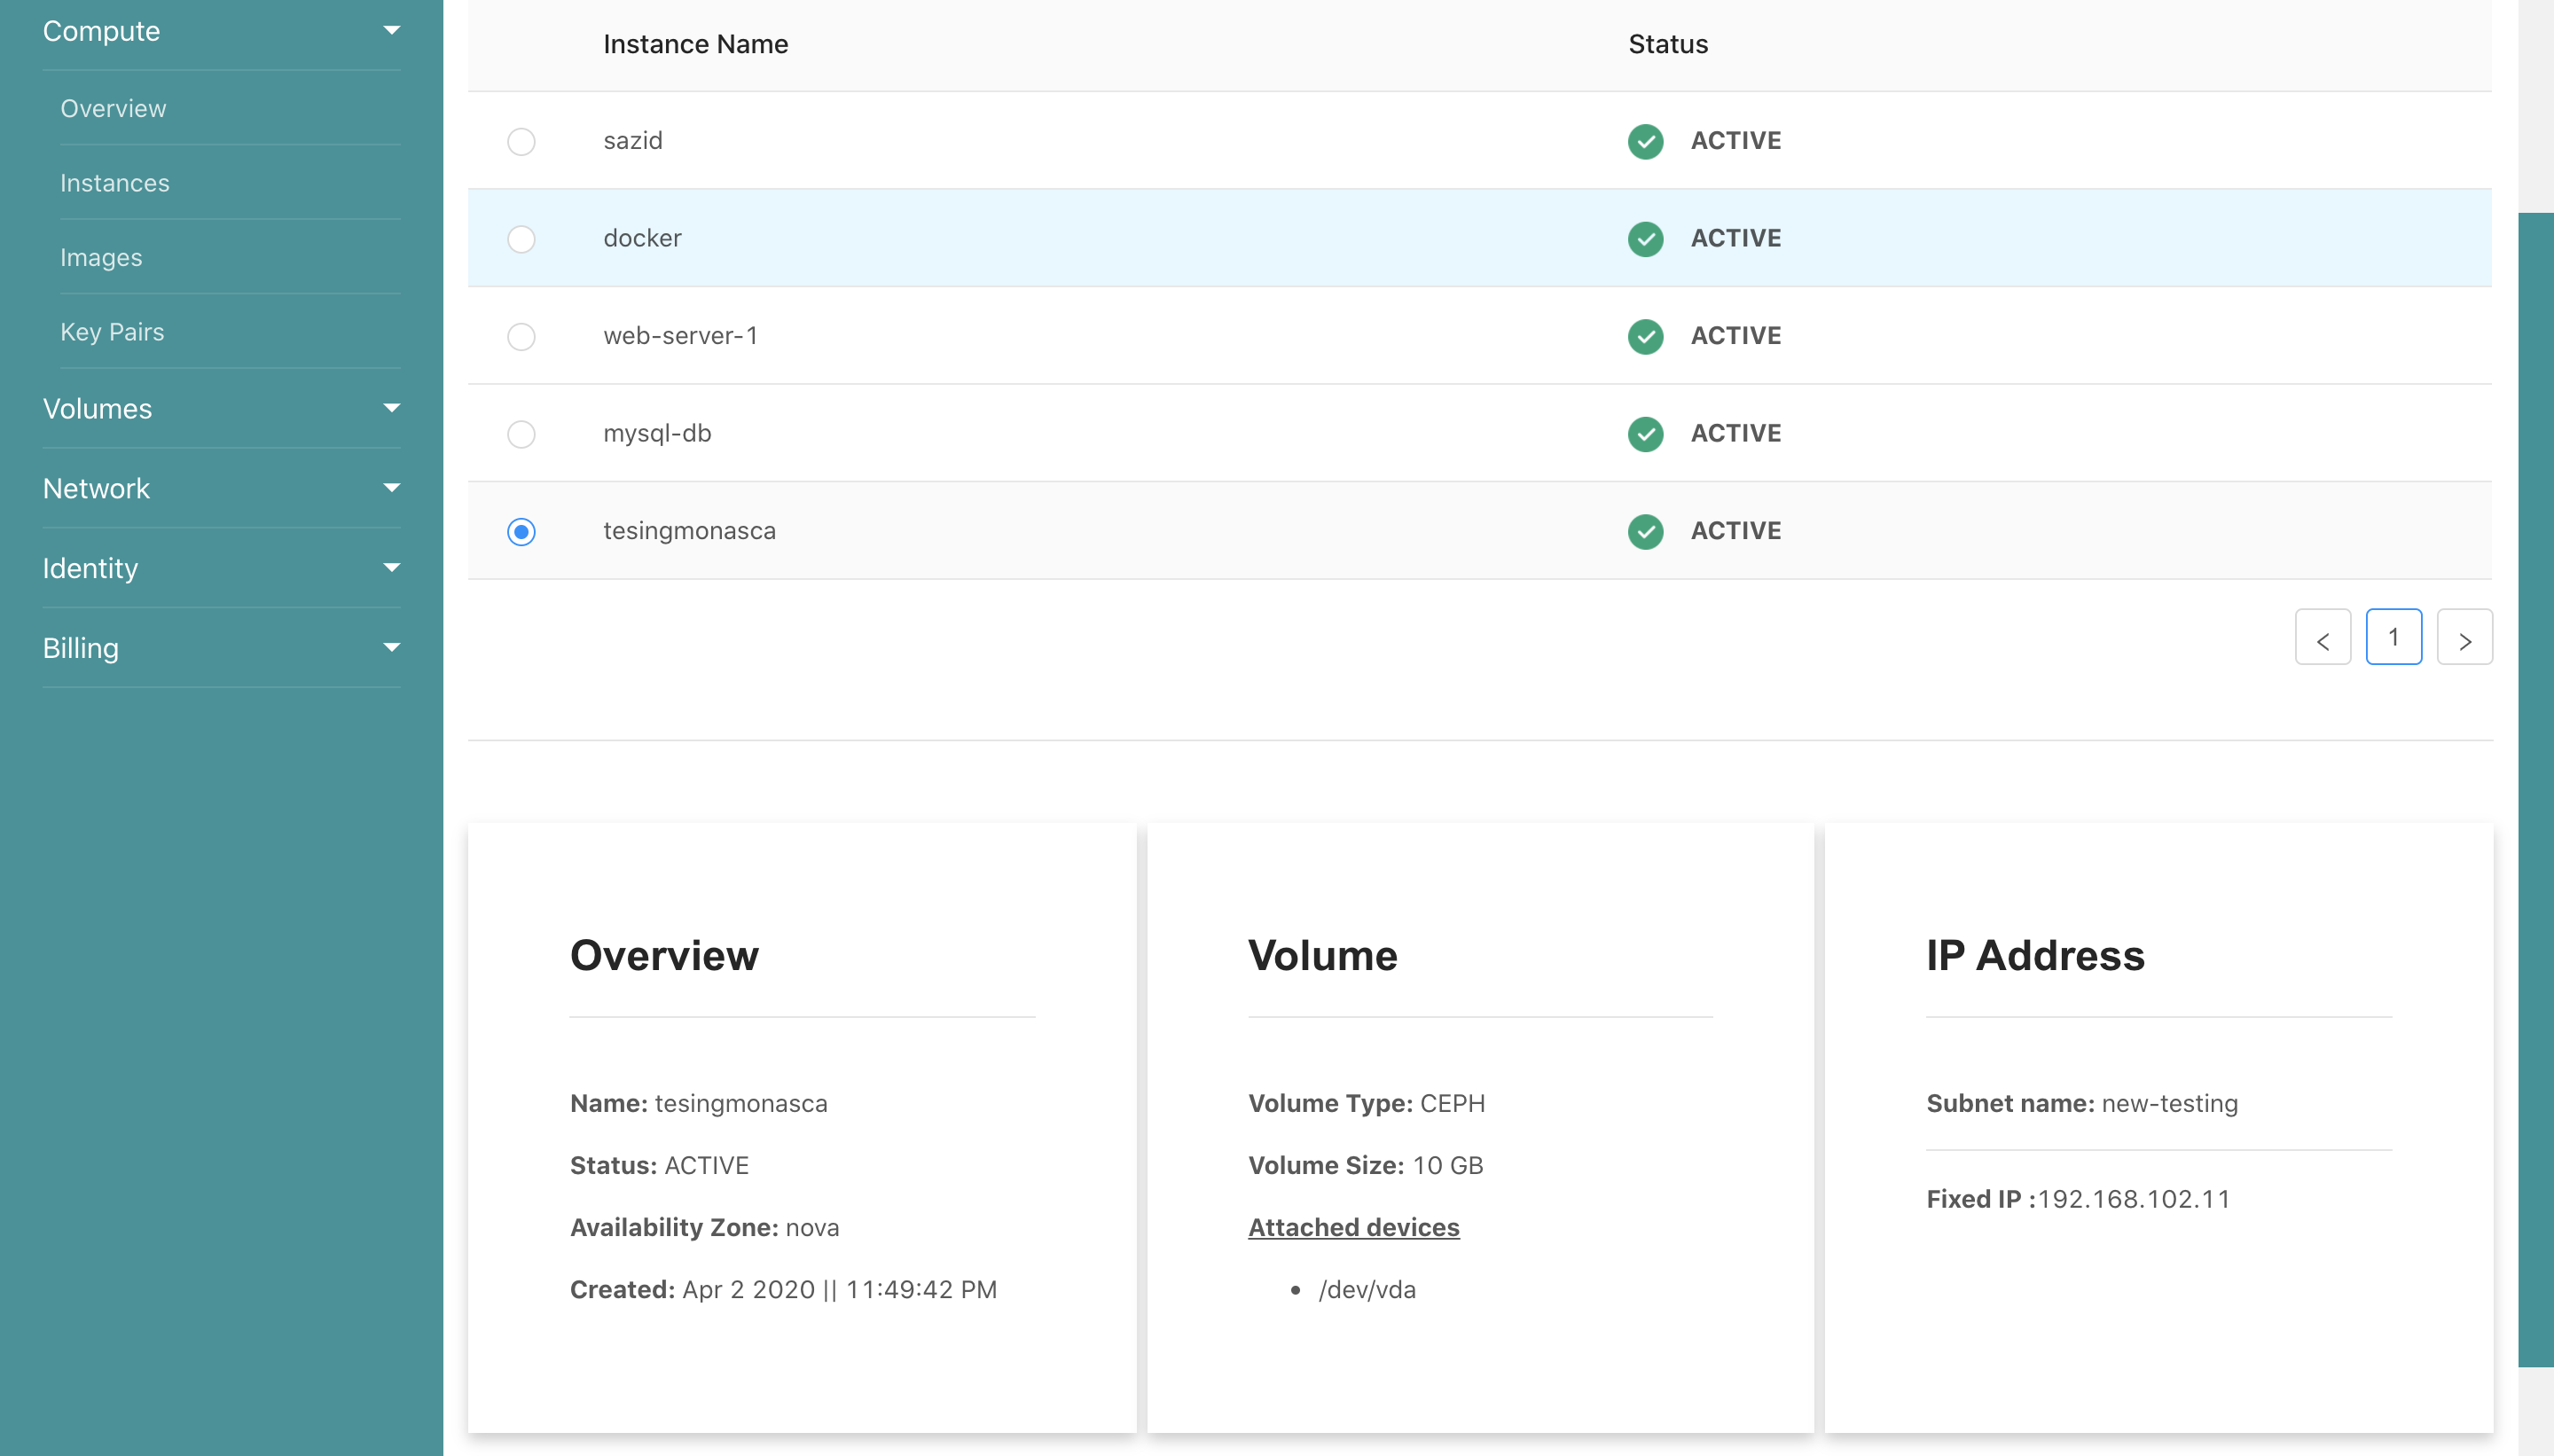 Compute
Overview
Instances
Images
Key Pairs
Volumes
Network
Identity
Billing
Instance Name Status
sazid ACTIVE
docker ACTIVE
web-server-1 ACTIVE
mysql-db ACTIVE
tesingmonasca ACTIVE
< 1 >
Overview
Name: tesingmonasca
Status: ACTIVE
Availability Zone: nova
Created: Apr 2 2020 || 11:49:42 PM
Volume
Volume Type: CEPH
Volume Size: 10 GB
Attached devices
• /dev/vda
IP Address
Subnet name: new-testing
Fixed IP :192.168.102.11